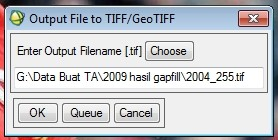 Output File to TIFF/GeoTIFF
Enter Output Filename [.tif] Choose
G:\Data Buat TA\2009 hasil gapfill\2004_255.tif
OK Queue Cancel